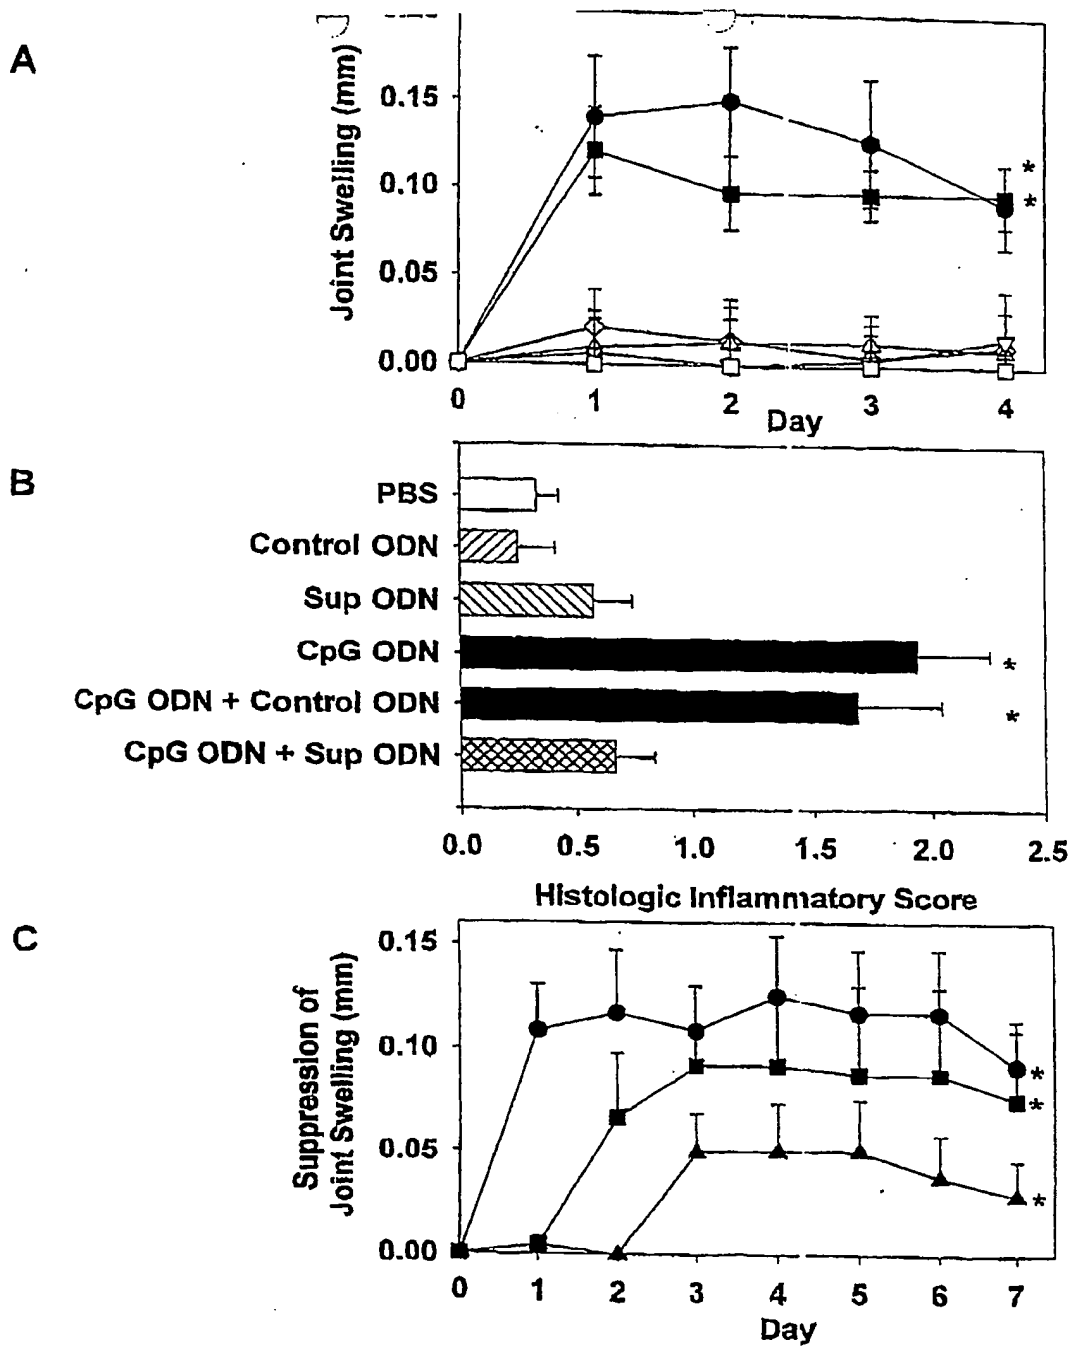 A
Joint Swelling (mm)
0.15
0.10
0.05
0.00
*
*
0 1 2 3 4
Day
B
PBS
Control ODN
Sup ODN
CpG ODN
*
CpG ODN + Control ODN
*
CpG ODN + Sup ODN
0.0 0.5 1.0 1.5 2.0 2.5
Histologic Inflammatory Score
C
Suppression of
Joint Swelling (mm)
0.15
0.10
0.05
0.00
*
*
*
0 1 2 3 4 5 6 7
Day